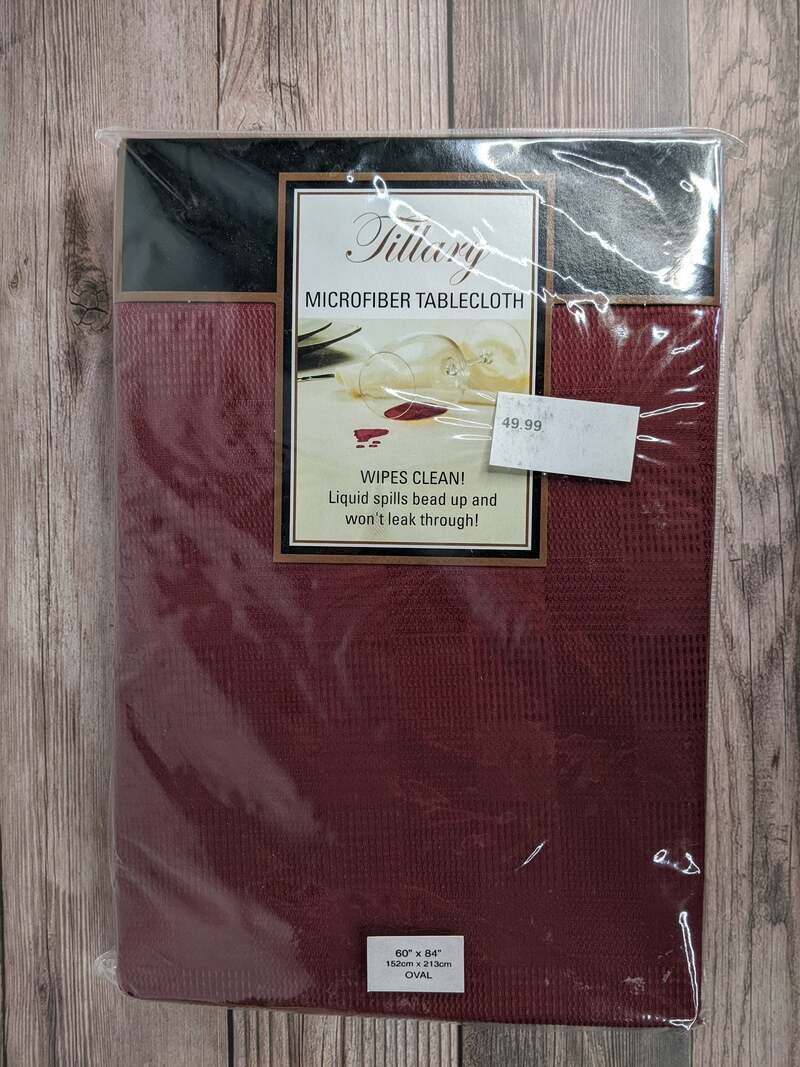 Tillary
MICROFIBER TABLECLOTH
49.99
WIPES CLEAN!
Liquid spills bead up and
won't leak through!
60" x 84"
152cm x 213cm
OVAL